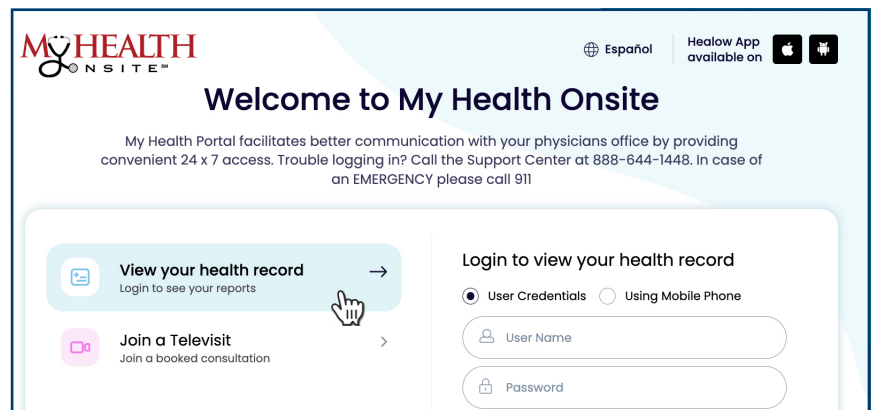 MyHEALTH
ONSITE℠
Español
Healow App
available on
Welcome to My Health Onsite
My Health Portal facilitates better communication with your physicians office by providing
convenient 24 x 7 access. Trouble logging in? Call the Support Center at 888-644-1448. In case of
an EMERGENCY please call 911
View your health record
Login to see your reports
Join a Televisit
Join a booked consultation
Login to view your health record
User Credentials Using Mobile Phone
User Name
Password